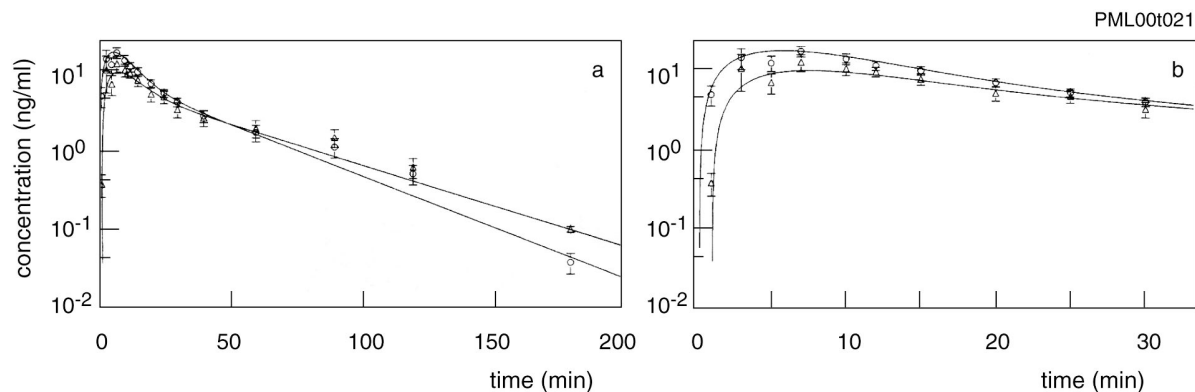 PML00t021
concentration (ng/ml)
10¹
10⁰
10⁻¹
10⁻²
a
0 50 100 150 200
time (min)
10¹
10⁰
10⁻¹
10⁻²
b
0 10 20 30
time (min)